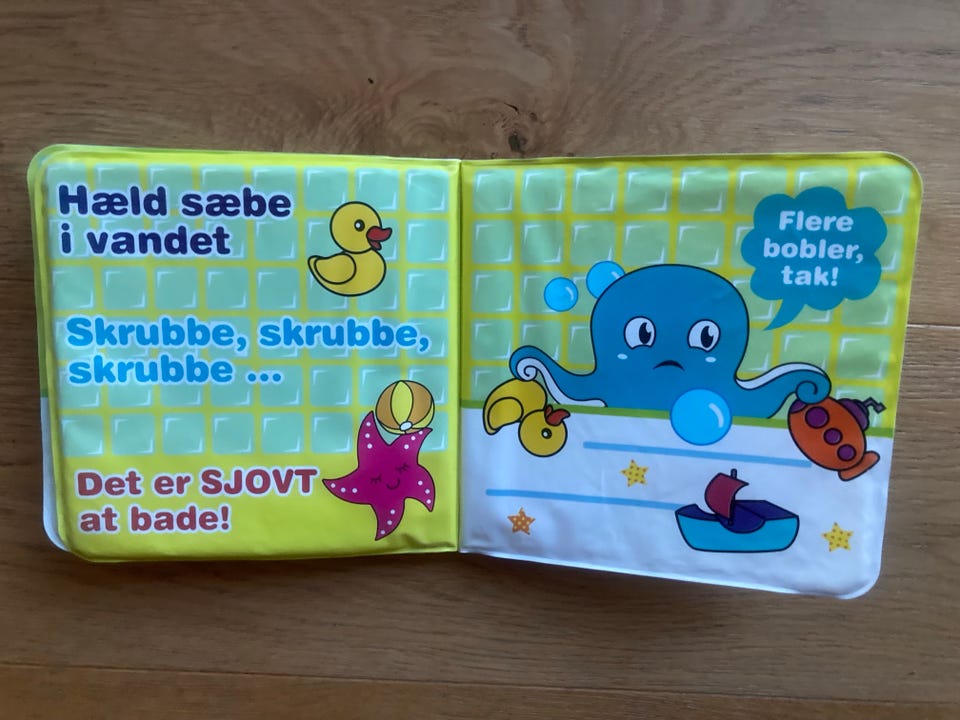 Hæld sæbe
i vandet
Skrubbe, skrubbe,
skrubbe ...
Det er SJOVT
at bade!
Flere
bobler,
tak!